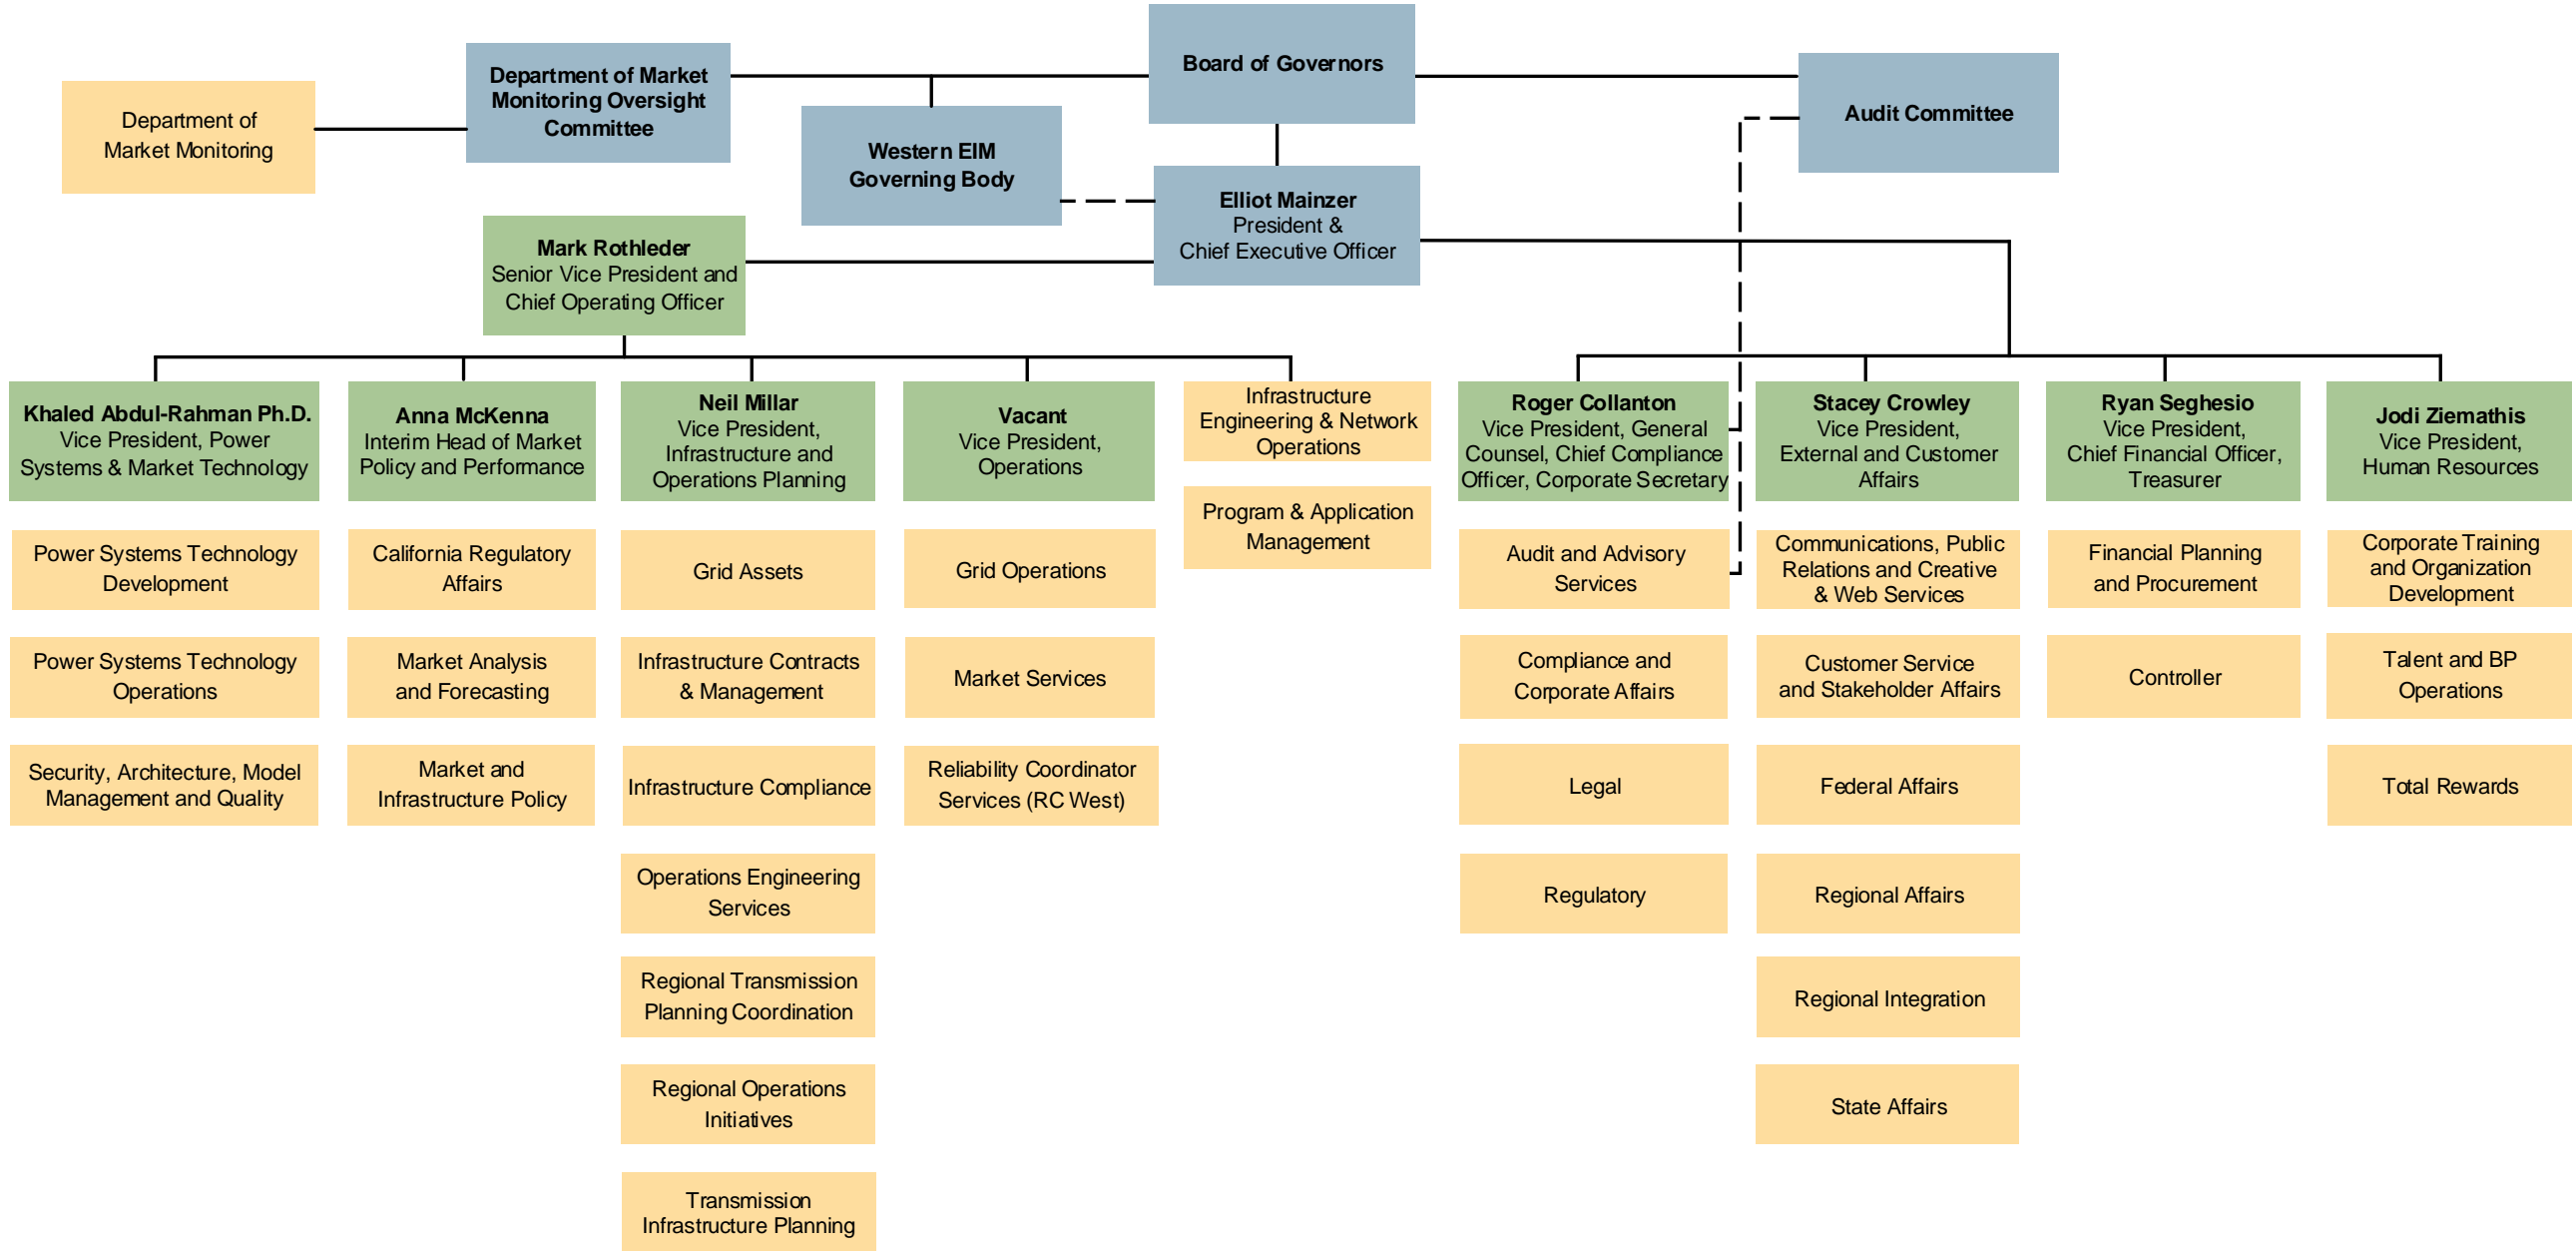 Board of Governors
Department of Market
Monitoring Oversight
Committee
Audit Committee
Department of
Market Monitoring
Western EIM
Governing Body
Elliot Mainzer
President &
Chief Executive Officer
Mark Rothleder
Senior Vice President and
Chief Operating Officer
Khaled Abdul-Rahman Ph.D.
Vice President, Power
Systems & Market Technology
Power Systems Technology
Development
Power Systems Technology
Operations
Security, Architecture, Model
Management and Quality
Anna McKenna
Interim Head of Market
Policy and Performance
California Regulatory
Affairs
Market Analysis
and Forecasting
Market and
Infrastructure Policy
Neil Millar
Vice President,
Infrastructure and
Operations Planning
Grid Assets
Infrastructure Contracts
& Management
Infrastructure Compliance
Operations Engineering
Services
Regional Transmission
Planning Coordination
Regional Operations
Initiatives
Transmission
Infrastructure Planning
Vacant
Vice President,
Operations
Grid Operations
Market Services
Reliability Coordinator
Services (RC West)
Infrastructure
Engineering & Network
Operations
Program & Application
Management
Roger Collanton
Vice President, General
Counsel, Chief Compliance
Officer, Corporate Secretary
Audit and Advisory
Services
Compliance and
Corporate Affairs
Legal
Regulatory
Stacey Crowley
Vice President,
External and Customer
Affairs
Communications, Public
Relations and Creative
& Web Services
Customer Service
and Stakeholder Affairs
Federal Affairs
Regional Affairs
Regional Integration
State Affairs
Ryan Seghesio
Vice President,
Chief Financial Officer,
Treasurer
Financial Planning
and Procurement
Controller
Jodi Ziemathis
Vice President,
Human Resources
Corporate Training
and Organization
Development
Talent and BP
Operations
Total Rewards